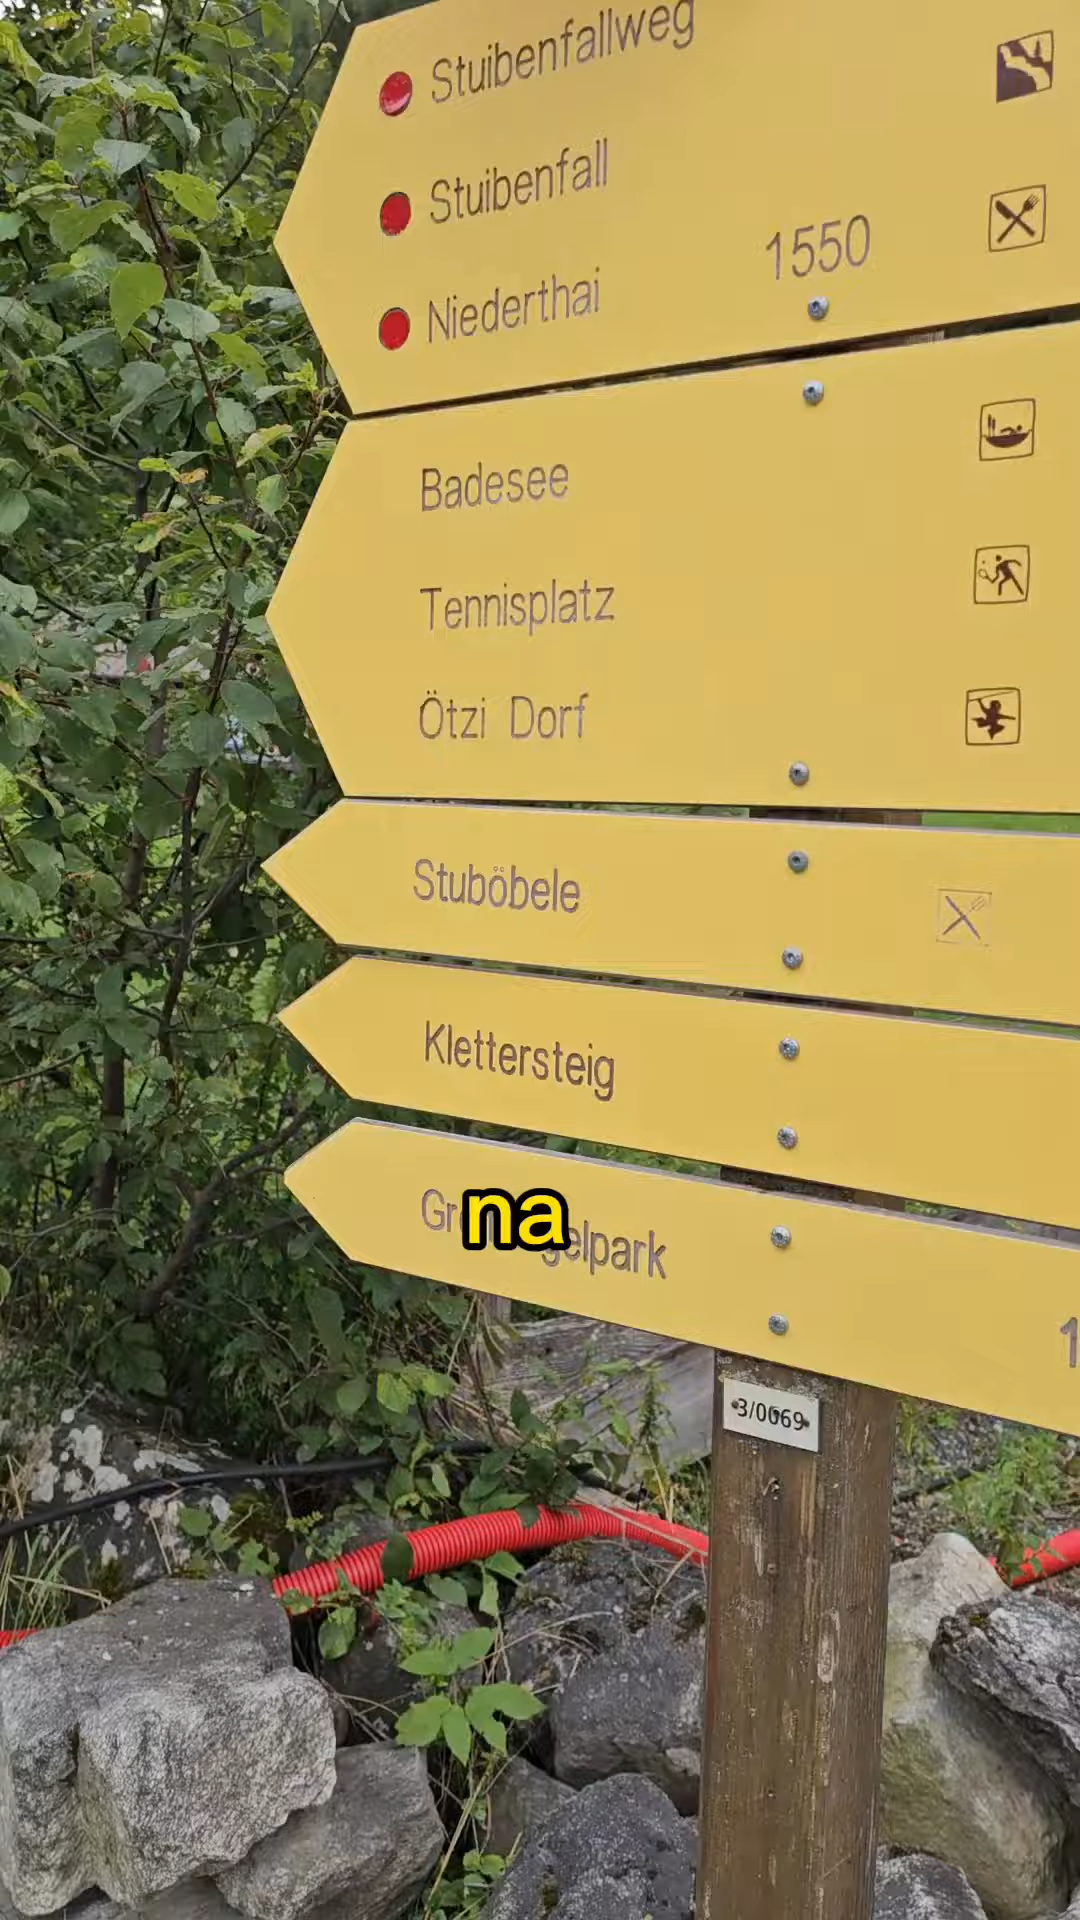 Stuibenfallweg
Stuibenfall
Niederthai 1550
Badesee
Tennisplatz
Ötzi Dorf
Stuböbele
Klettersteig
na
3/0069